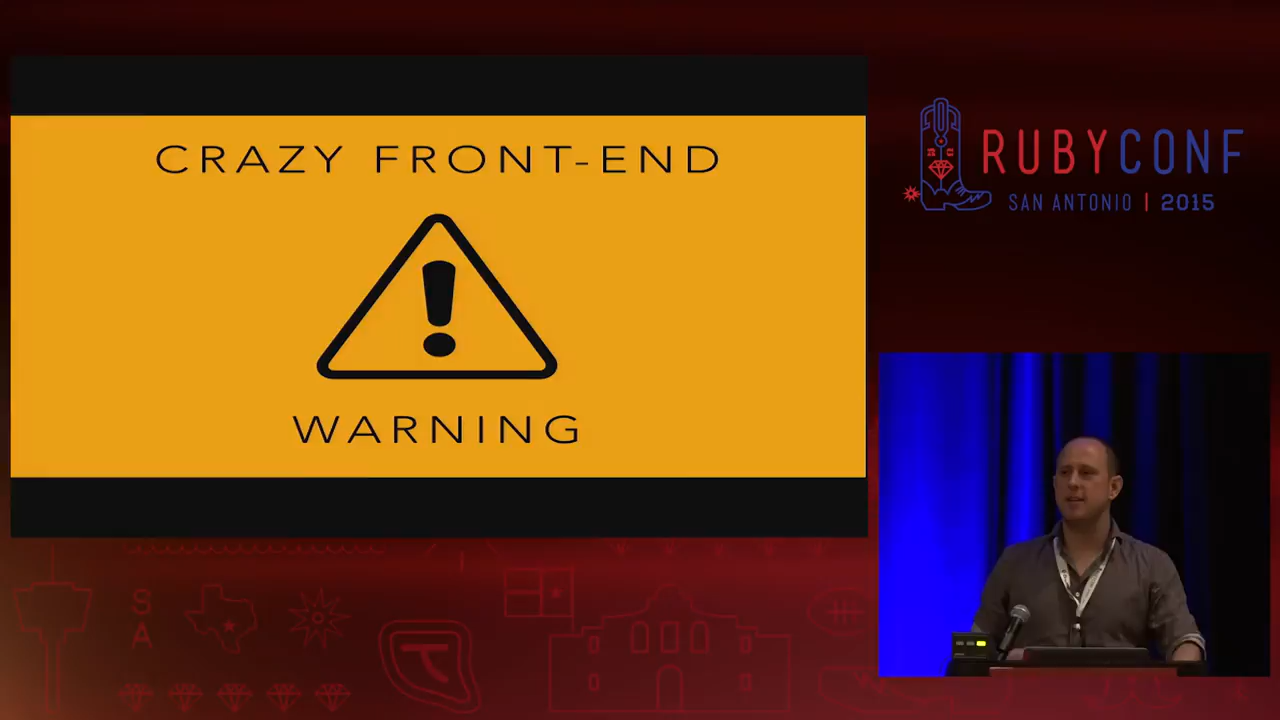 CRAZY FRONT-END
WARNING
RUBYCONF
SAN ANTONIO | 2015
S
A